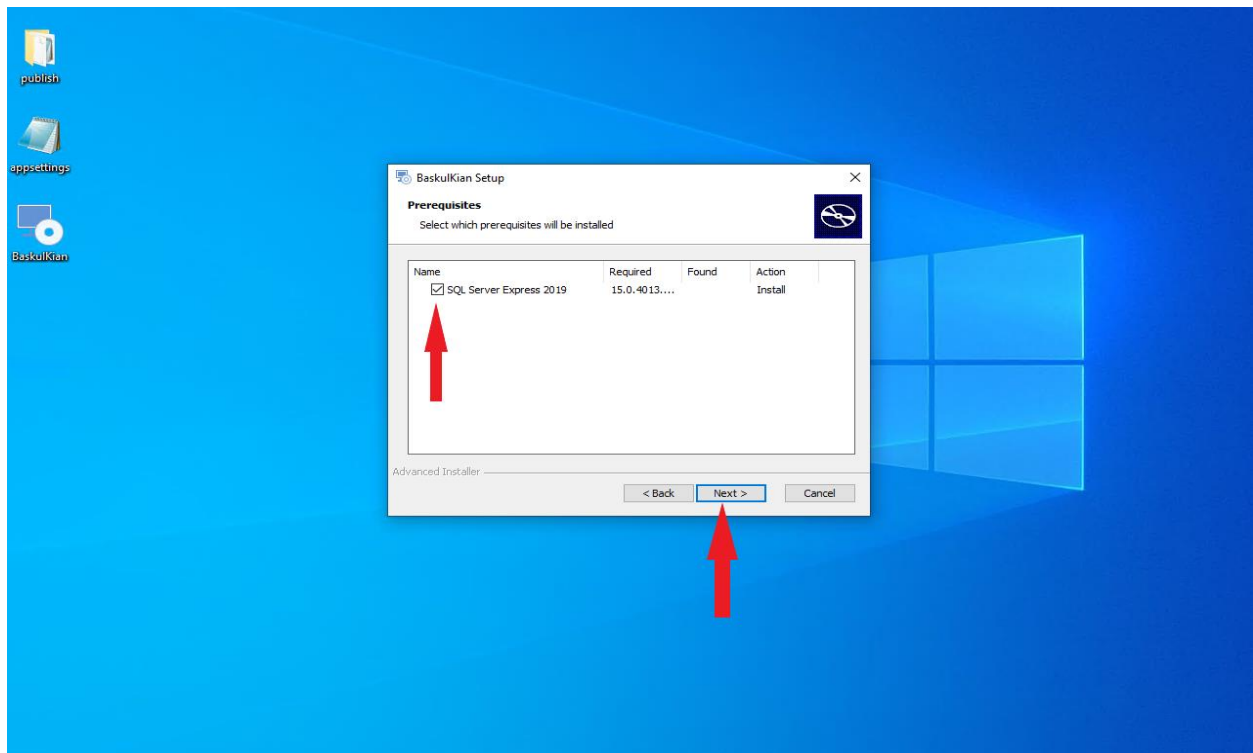 publish
appsettings
BaskulKian
BaskulKian Setup
Prerequisites
Select which prerequisites will be installed
Name Required Found Action
SQL Server Express 2019 15.0.4013.... Install
Advanced Installer
< Back Next > Cancel